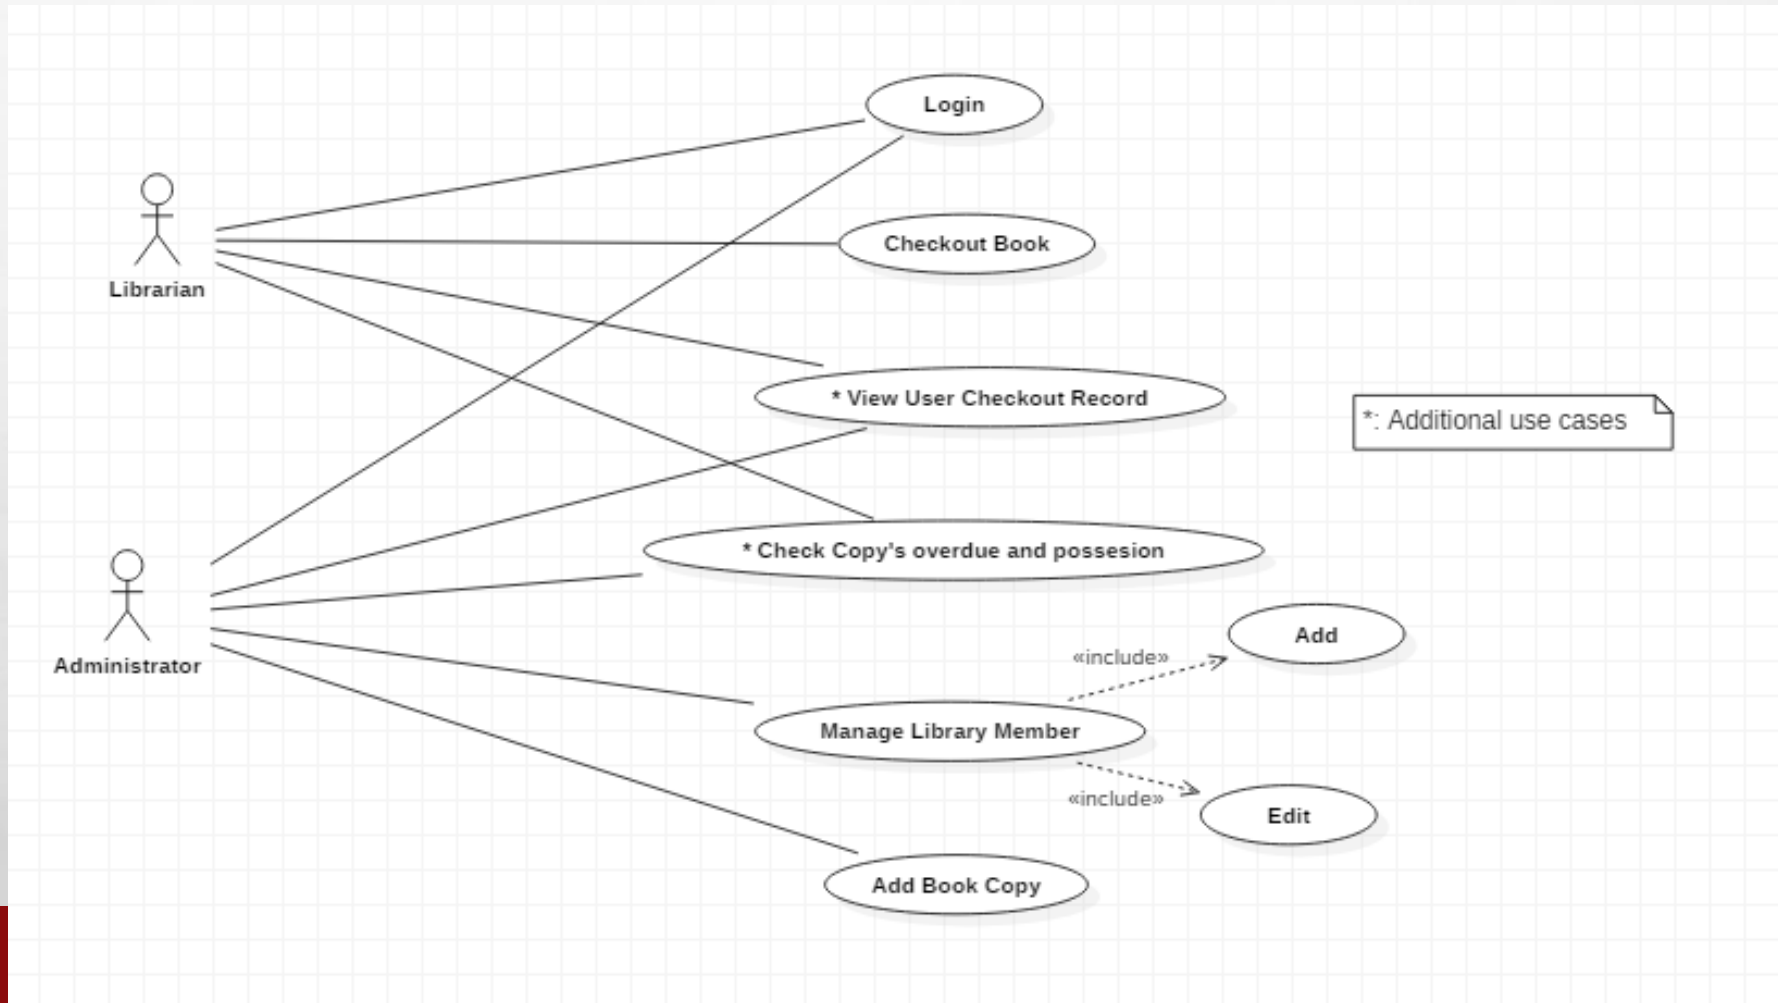 Login
Checkout Book
Librarian
* View User Checkout Record
*: Additional use cases
* Check Copy's overdue and possesion
Add
«include»
Administrator
Manage Library Member
«include»
Edit
Add Book Copy